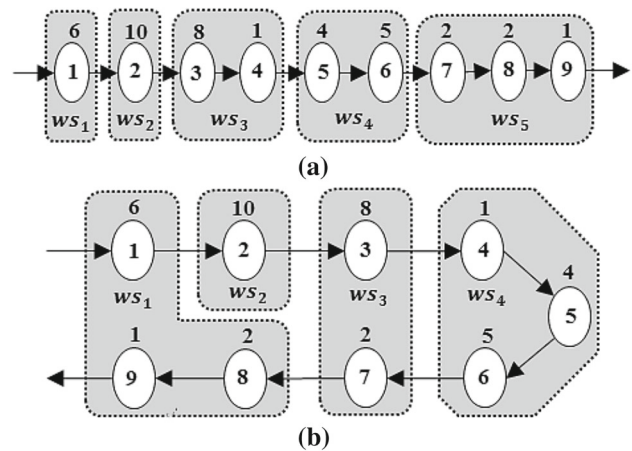 6 10 8 1 4 5 2 2 1
1 2 3 4 5 6 7 8 9
ws₁ ws₂ ws₃ ws₄ ws₅
(a)
6 10 8 1
1 2 3 4
4
ws₁ ws₂ ws₃ ws₄
5
1 2 2 5
9 8 7 6
(b)